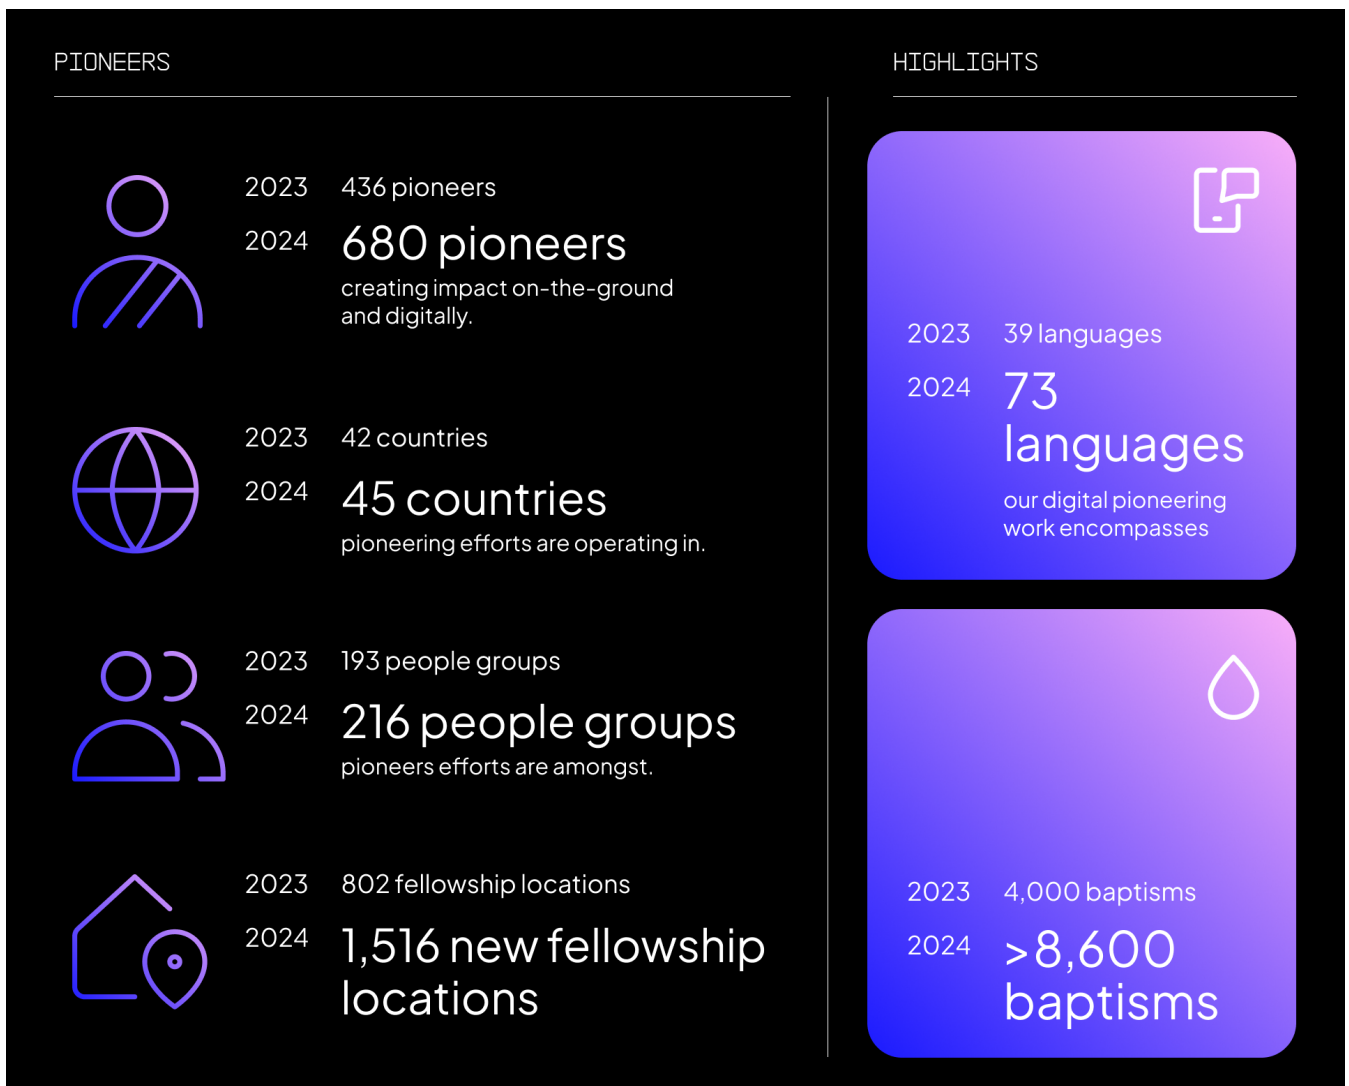 PIONEERS
2023 436 pioneers
2024 680 pioneers
creating impact on-the-ground
and digitally.
2023 42 countries
2024 45 countries
pioneering efforts are operating in.
2023 193 people groups
2024 216 people groups
pioneers efforts are amongst.
2023 802 fellowship locations
2024 1,516 new fellowship
locations
HIGHLIGHTS
2023 39 languages
2024 73
languages
our digital pioneering
work encompasses
2023 4,000 baptisms
2024 >8,600
baptisms